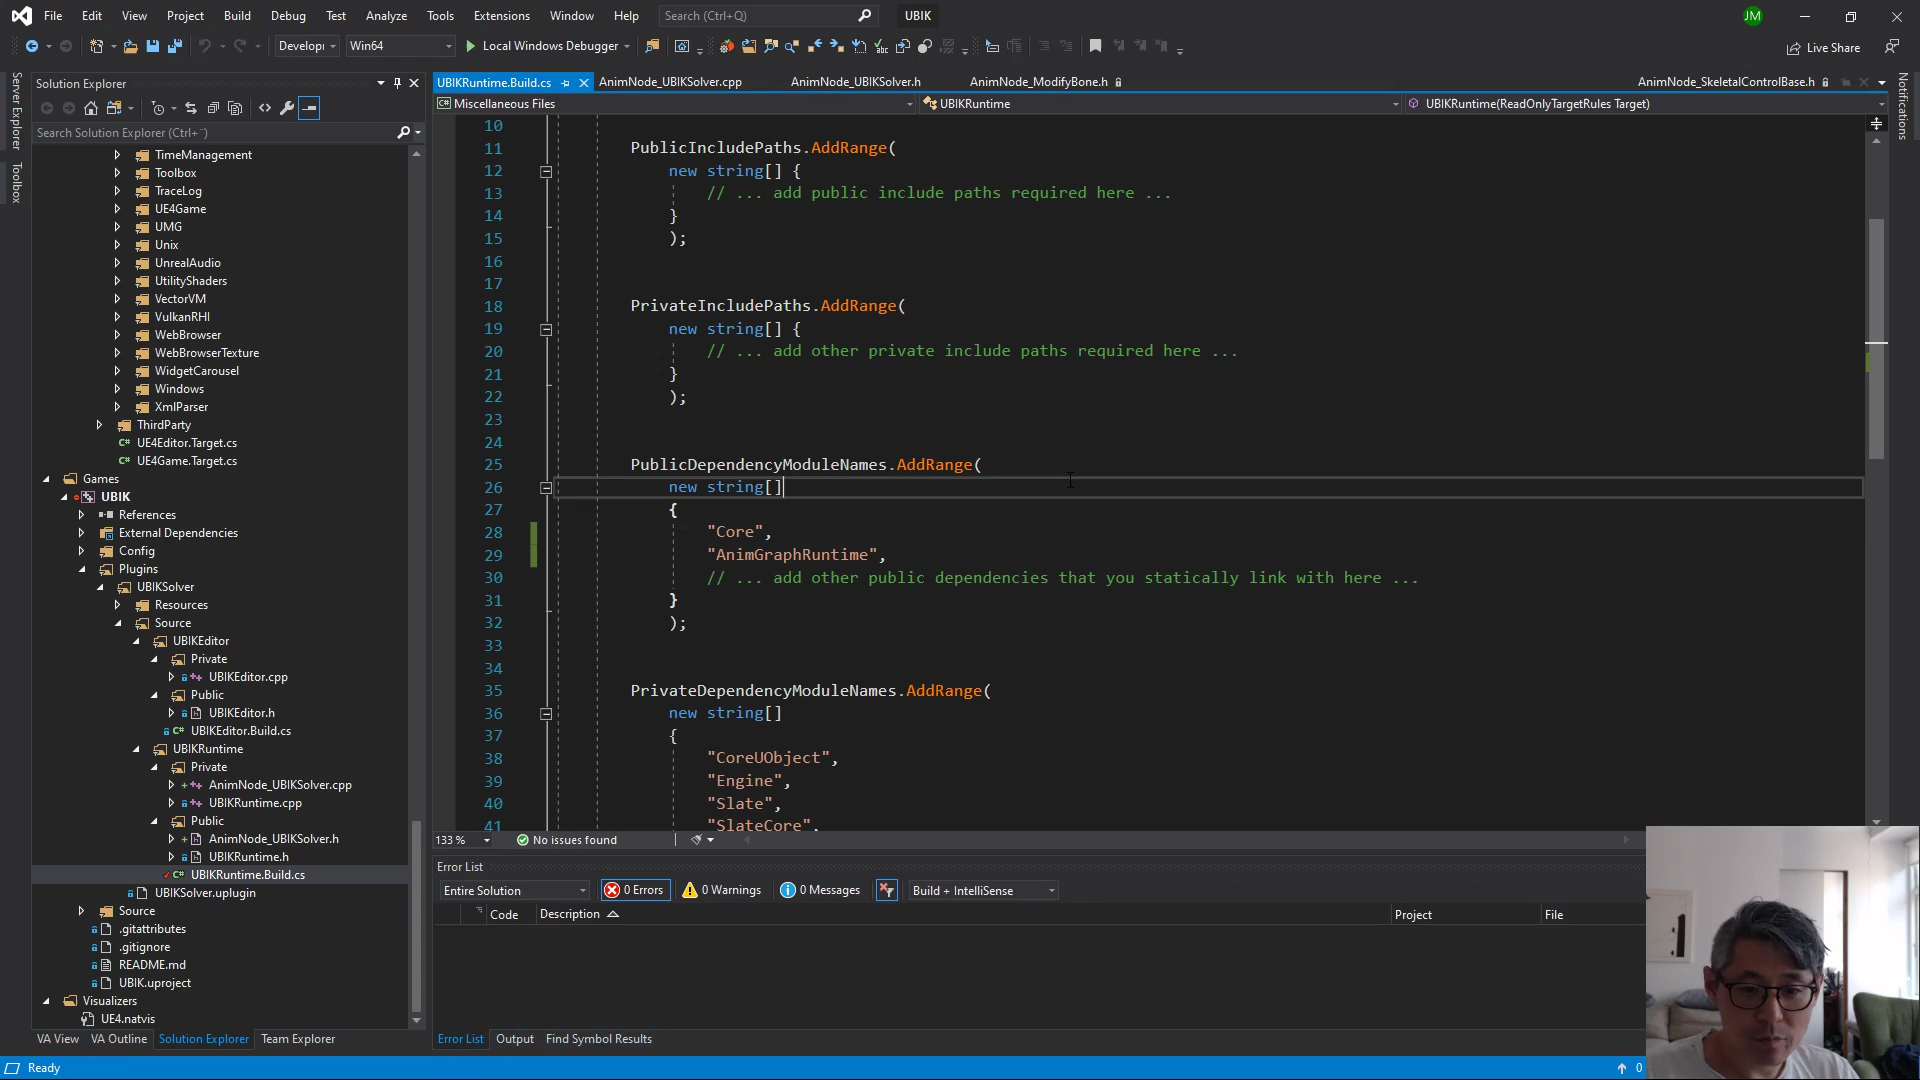 File Edit View Project Build Debug Test Analyze Tools Extensions Window Help Search (Ctrl+Q) UBIK JM
Develop Win64 Local Windows Debugger Live Share
Server Explorer
Toolbox
Notifications
Solution Explorer
Search Solution Explorer (Ctrl+¨)
TimeManagement
Toolbox
TraceLog
UE4Game
UMG
Unix
UnrealAudio
UtilityShaders
VectorVM
VulkanRHI
WebBrowser
WebBrowserTexture
WidgetCarousel
Windows
XmlParser
ThirdParty
UE4Editor.Target.cs
UE4Game.Target.cs
Games
UBIK
References
External Dependencies
Config
Plugins
UBIKSolver
Resources
Source
UBIKEditor
Private
UBIKEditor.cpp
Public
UBIKEditor.h
UBIKEditor.Build.cs
UBIKRuntime
Private
AnimNode_UBIKSolver.cpp
UBIKRuntime.cpp
Public
AnimNode_UBIKSolver.h
UBIKRuntime.h
UBIKRuntime.Build.cs
UBIKSolver.uplugin
Source
.gitattributes
.gitignore
README.md
UBIK.uproject
Visualizers
UE4.natvis
VA View VA Outline Solution Explorer Team Explorer
UBIKRuntime.Build.cs AnimNode_UBIKSolver.cpp AnimNode_UBIKSolver.h AnimNode_ModifyBone.h AnimNode_SkeletalControlBase.h
Miscellaneous Files UBIKRuntime UBIKRuntime(ReadOnlyTargetRules Target)
10
11 PublicIncludePaths.AddRange(
12 new string[] {
13 // ... add public include paths required here ...
14 }
15 );
16
17
18 PrivateIncludePaths.AddRange(
19 new string[] {
20 // ... add other private include paths required here ...
21 }
22 );
23
24
25 PublicDependencyModuleNames.AddRange(
26 new string[]
27 {
28 "Core",
29 "AnimGraphRuntime",
30 // ... add other public dependencies that you statically link with here ...
31 }
32 );
33
34
35 PrivateDependencyModuleNames.AddRange(
36 new string[]
37 {
38 "CoreUObject",
39 "Engine",
40 "Slate",
41 "SlateCore",
133 % No issues found
Error List
Entire Solution 0 Errors 0 Warnings 0 Messages Build + IntelliSense
Code Description Project File
Error List Output Find Symbol Results
Ready 0